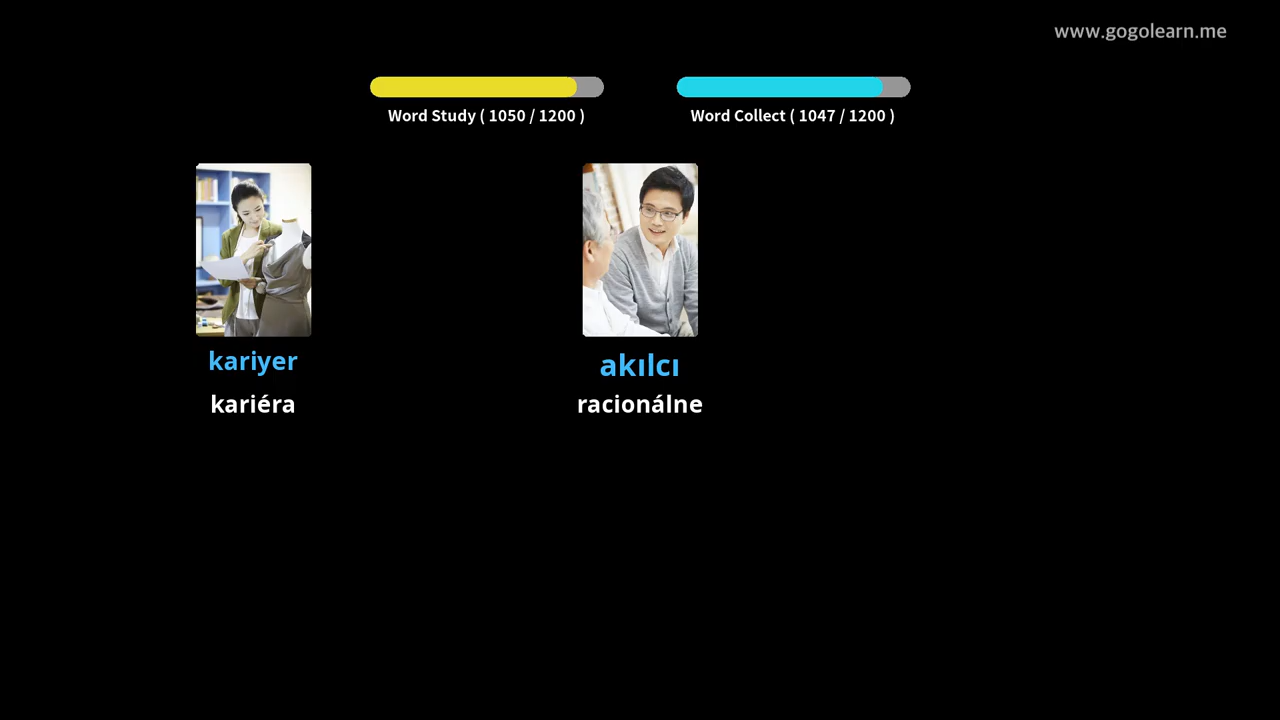 www.gogolearn.me
Word Study ( 1050 / 1200 )
Word Collect ( 1047 / 1200 )
kariyer
kariéra
akılcı
racionálne